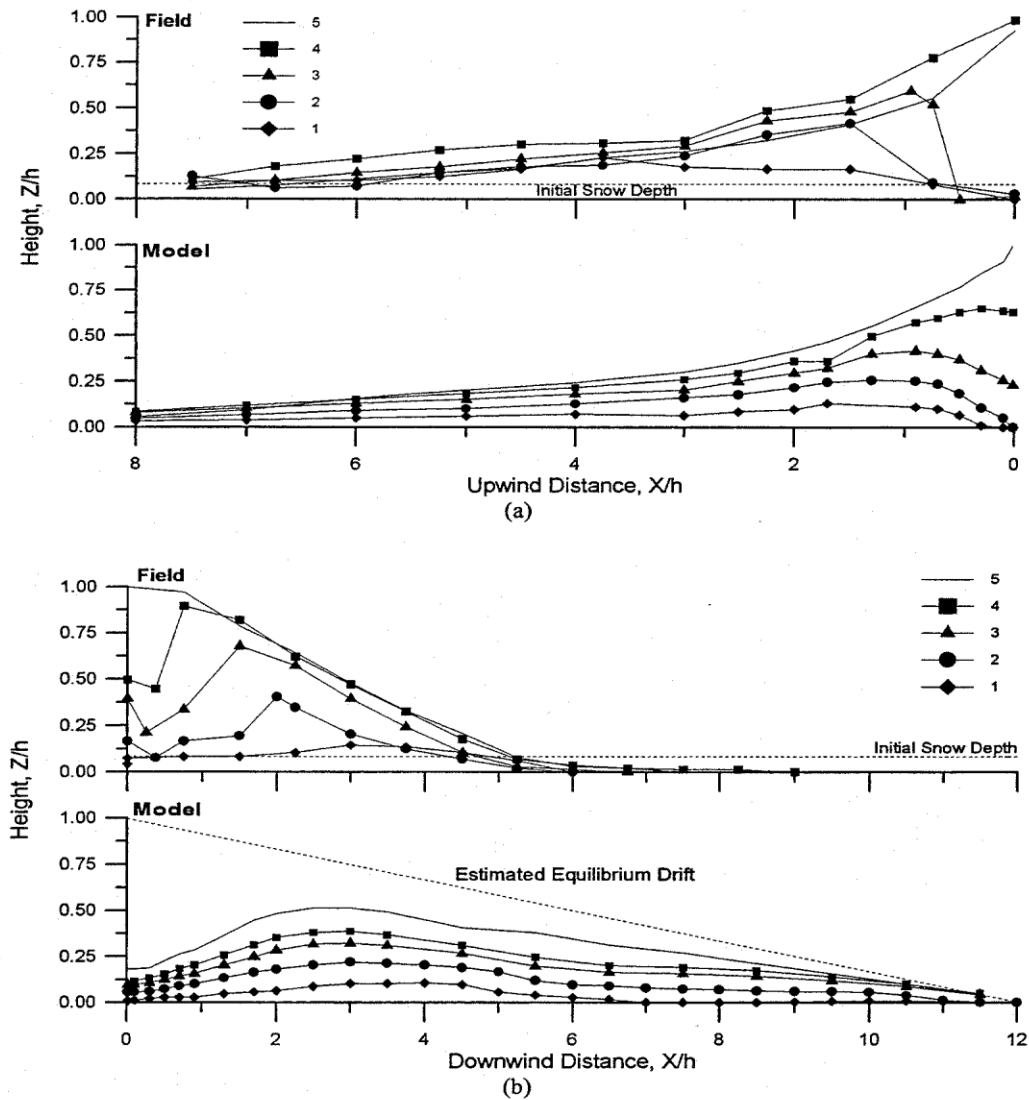 1.00
Field
5
0.75
4
3
0.50
2
1
0.25
Initial Snow Depth
0.00
Height, Z/h
1.00
Model
0.75
0.50
0.25
0.00
8 6 4 2 0
Upwind Distance, X/h
(a)
Field
1.00
5
4
0.75
3
0.50
2
1
0.25
Initial Snow Depth
0.00
Height, Z/h
Model
1.00
0.75
Estimated Equilibrium Drift
0.50
0.25
0.00
0 2 4 6 8 10 12
Downwind Distance, X/h
(b)